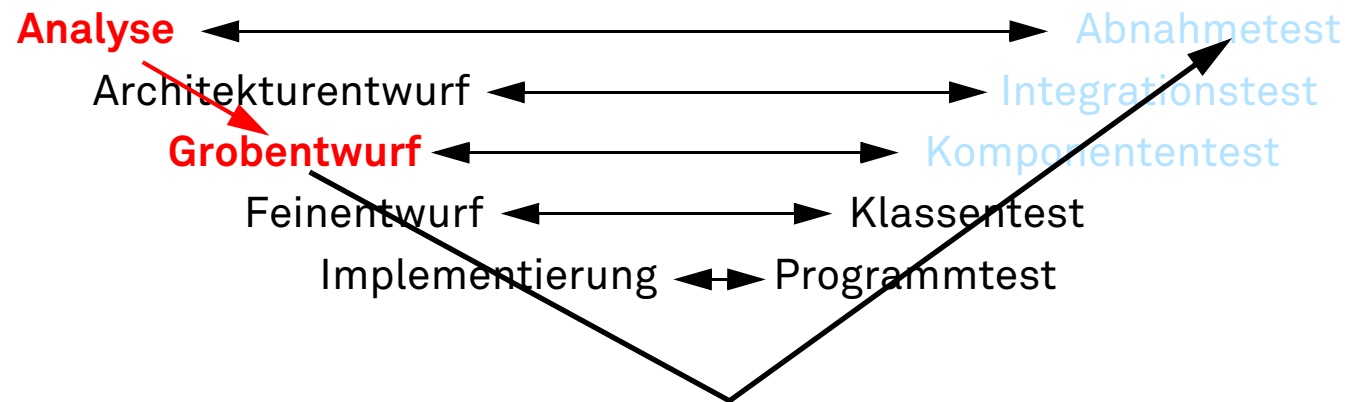 Analyse Abnahmetest
Architekturentwurf Integrationstest
Grobentwurf Komponententest
Feinentwurf Klassentest
Implementierung Programmtest